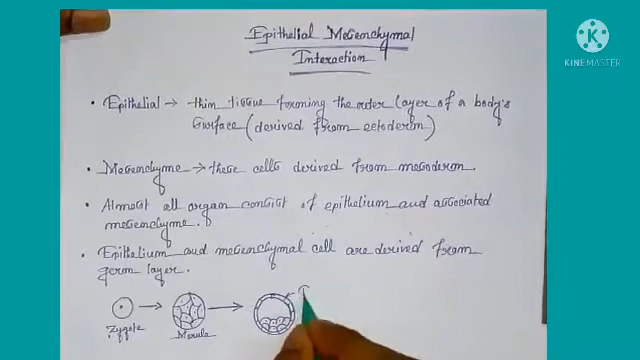 Epithelial Mesenchymal
Interaction
KINEMASTER
• Epithelial → thin tissue forming the outer layer of a body's
surface (derived from ectoderm)
• Mesenchyme → these cells derived from mesoderm.
• Almost all organ consist of epithelium and associated
mesenchyme.
• Epithelium and mesenchymal cell are derived from
germ layer.
Zygote
Morula